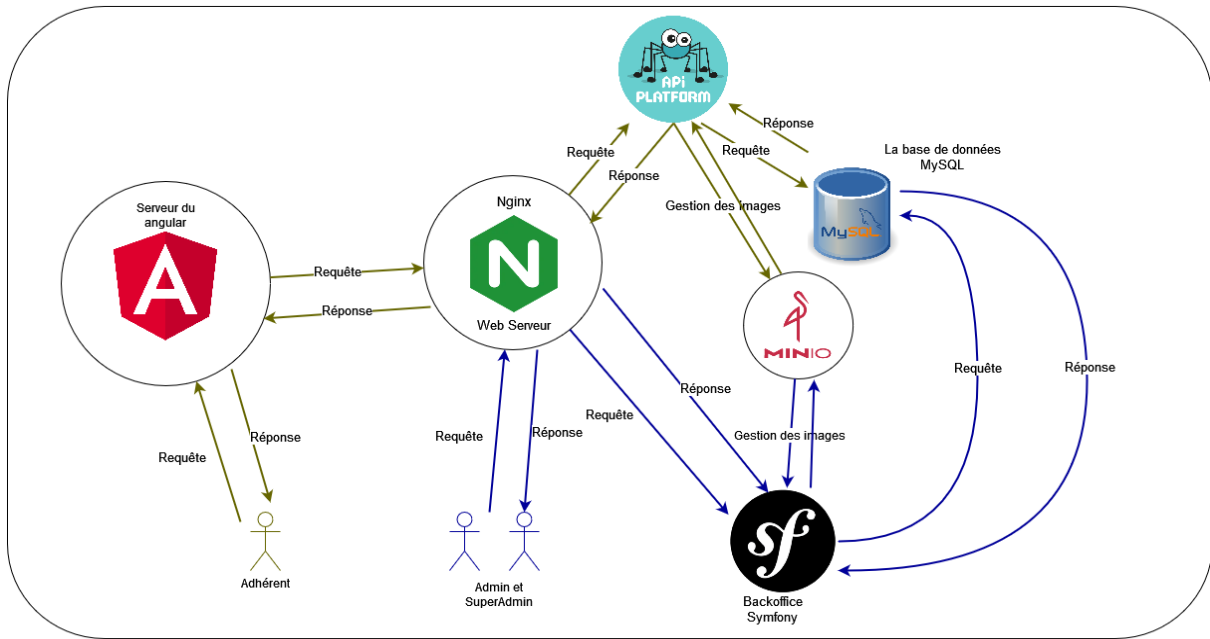 APi
PLATFORM
Réponse
Requête
Requête
La base de données
MySQL
Réponse
Nginx
Gestion des images
Serveur du
angular
MySQL
Requête
Réponse
Web Serveur
MINIO
Requête
Réponse
Réponse
Requête
Réponse
Requête
Réponse
Gestion des images
Requête
sf
Adhérent
Admin et
SuperAdmin
Backoffice
Symfony